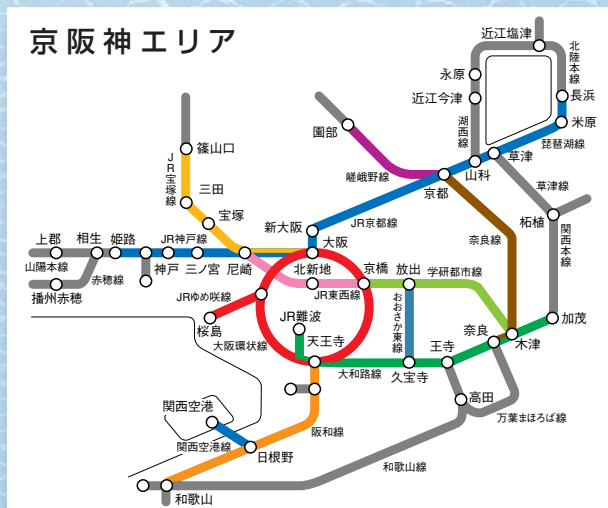 京阪神エリア
近江塩津
北陸本線
永原
近江今津
長浜
米原
湖西線
琵琶湖線
園部
嵯峨野線
京都
山科
草津
草津線
柘植
関西本線
篠山口
JR宝塚線
三田
宝塚
新大阪
JR京都線
大阪
奈良線
上郡
相生
姫路
JR神戸線
山陽本線
赤穂線
播州赤穂
神戸
三ノ宮
尼崎
北新地
京橋
放出
学研都市線
JR東西線
JRゆめ咲線
桜島
大阪環状線
JR難波
天王寺
おおさか東線
大和路線
久宝寺
王寺
奈良
木津
加茂
高田
万葉まほろば線
関西空港
関西空港線
日根野
阪和線
和歌山線
和歌山